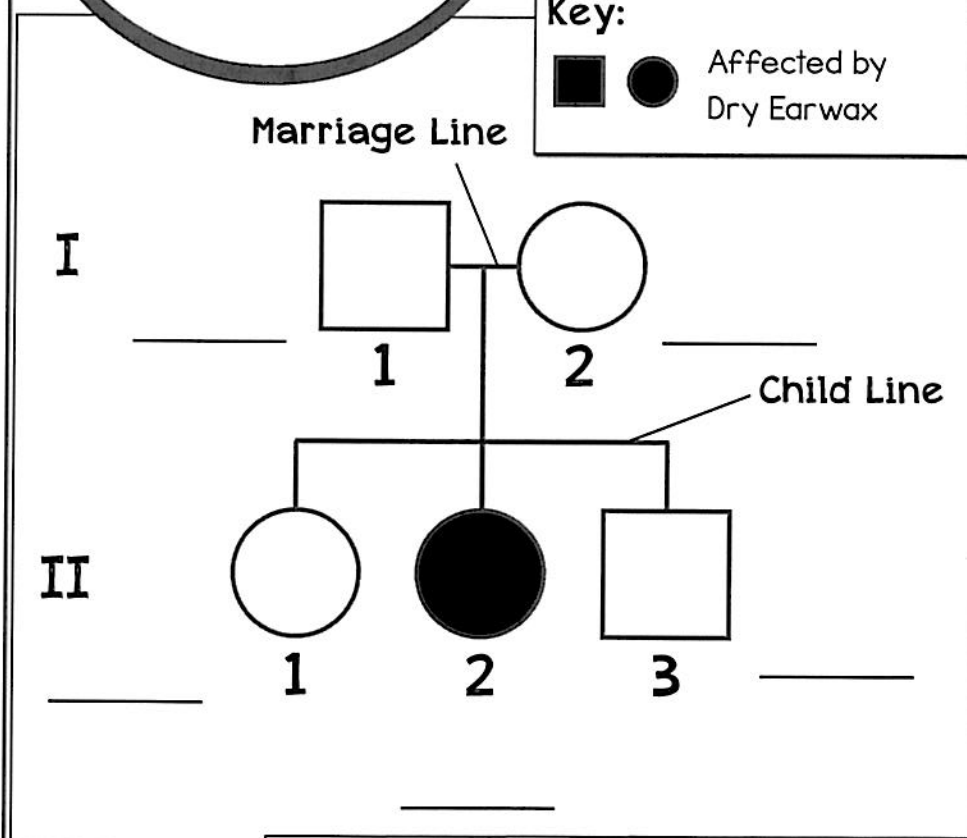 Key:
Affected by
Dry Earwax
Marriage Line
I
1
2
Child Line
II
1
2
3